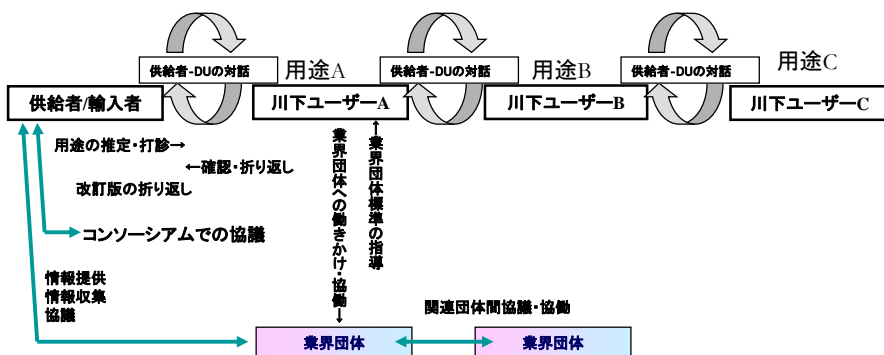 供給者-DUの対話
用途A
供給者-DUの対話
用途B
供給者-DUの対話
用途C
供給者/輸入者
川下ユーザーA
川下ユーザーB
川下ユーザーC
用途の推定・打診→
←確認・折り返し
改訂版の折り返し
コンソーシアムでの協議
業界団体への働きかけ・協働→
←業界団体標準の指導
情報提供
情報収集
協議
関連団体間協議・協働
業界団体
業界団体